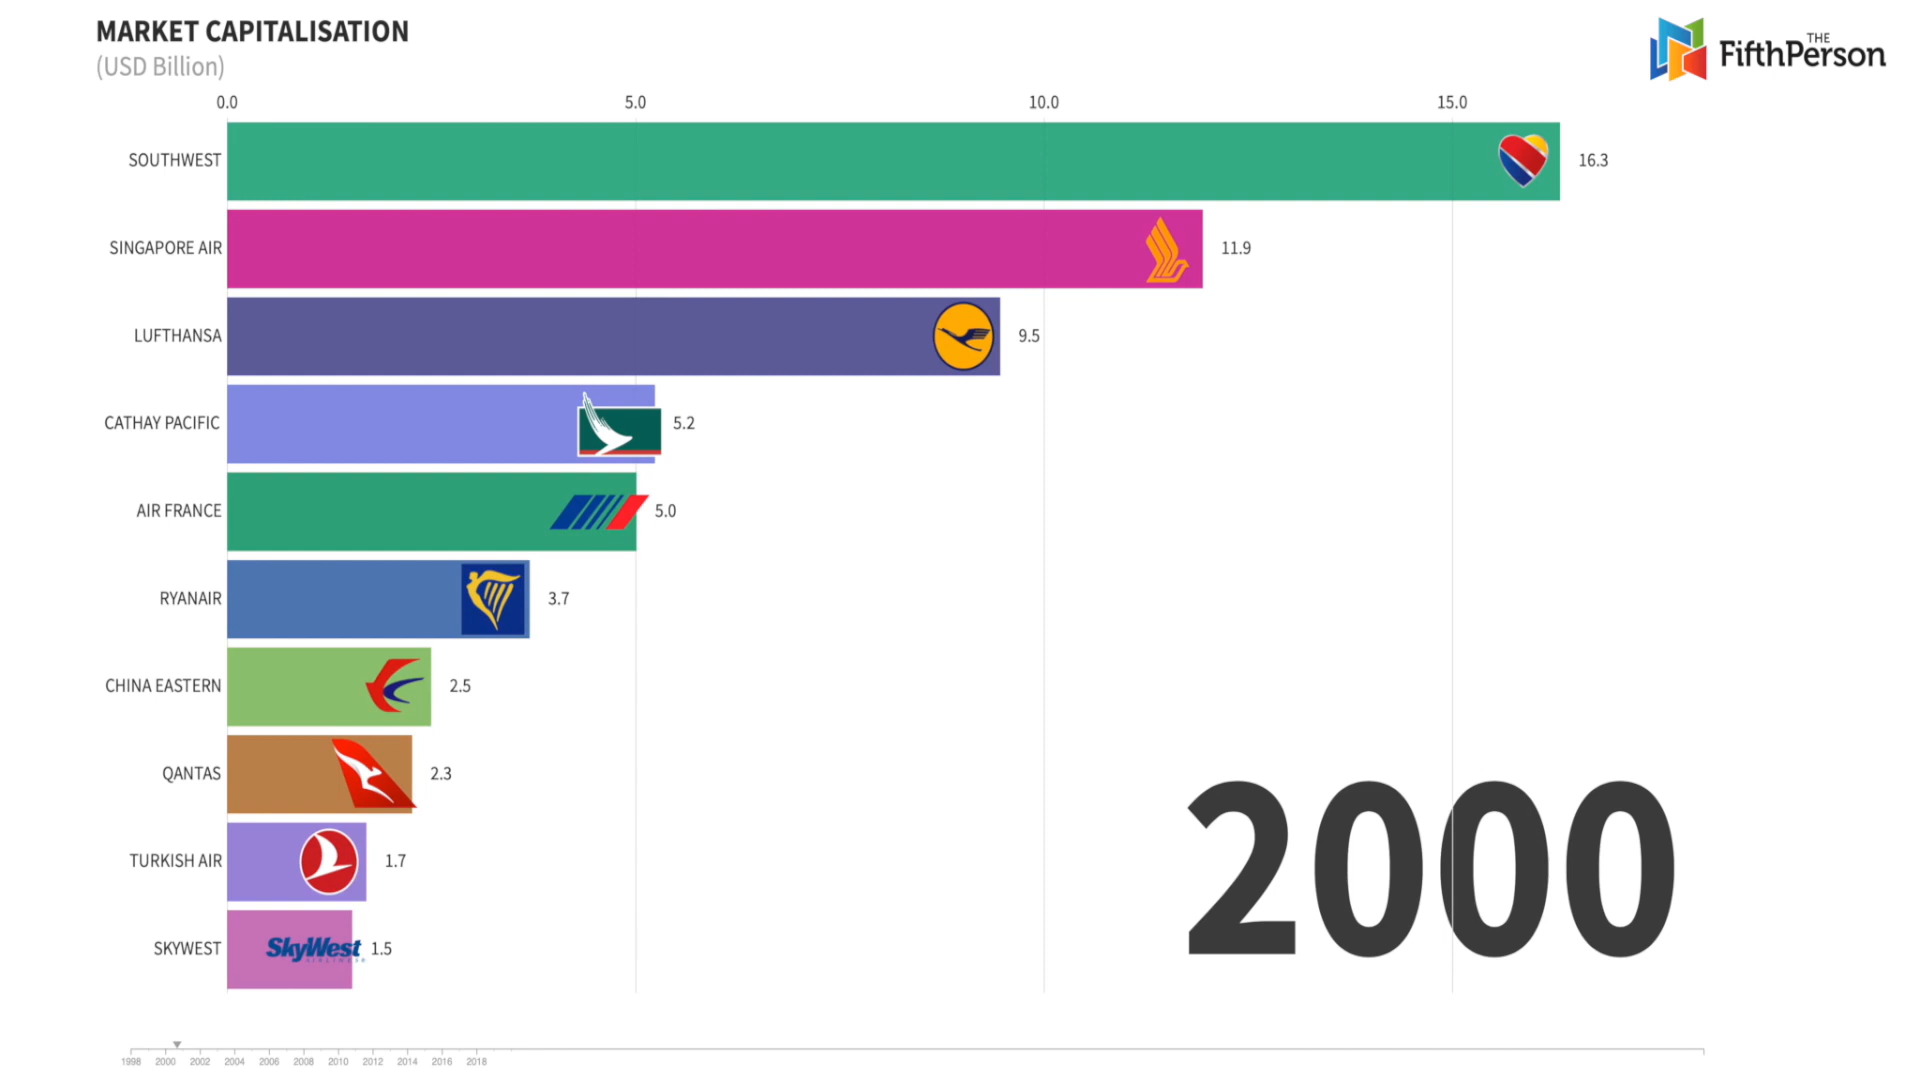 MARKET CAPITALISATION
(USD Billion)
THE
FifthPerson
0.0 5.0 10.0 15.0
SOUTHWEST 16.3
SINGAPORE AIR 11.9
LUFTHANSA 9.5
CATHAY PACIFIC 5.2
AIR FRANCE 5.0
RYANAIR 3.7
CHINA EASTERN 2.5
QANTAS 2.3
TURKISH AIR 1.7
SKYWEST SkyWest 1.5
2000
1998 2000 2002 2004 2006 2008 2010 2012 2014 2016 2018